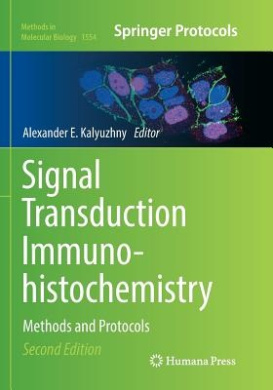 Methods in
Molecular Biology 1554
Springer Protocols
Alexander E. Kalyuzhny Editor
Signal
Transduction
Immuno-
histochemistry
Methods and Protocols
Second Edition
Humana Press